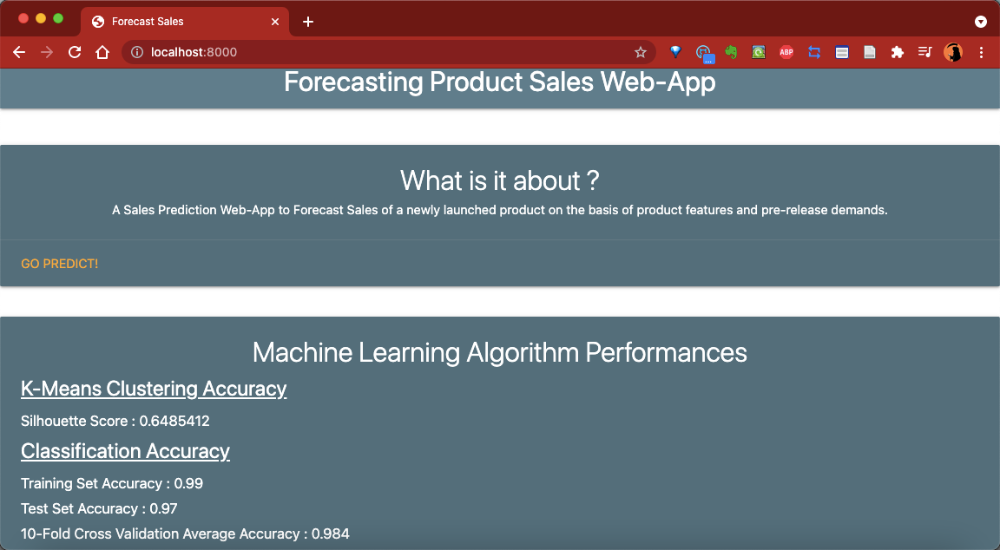 Forecast Sales
localhost:8000
ABP
Forecasting Product Sales Web-App
What is it about ?
A Sales Prediction Web-App to Forecast Sales of a newly launched product on the basis of product features and pre-release demands.
GO PREDICT!
Machine Learning Algorithm Performances
K-Means Clustering Accuracy
Silhouette Score : 0.6485412
Classification Accuracy
Training Set Accuracy : 0.99
Test Set Accuracy : 0.97
10-Fold Cross Validation Average Accuracy : 0.984